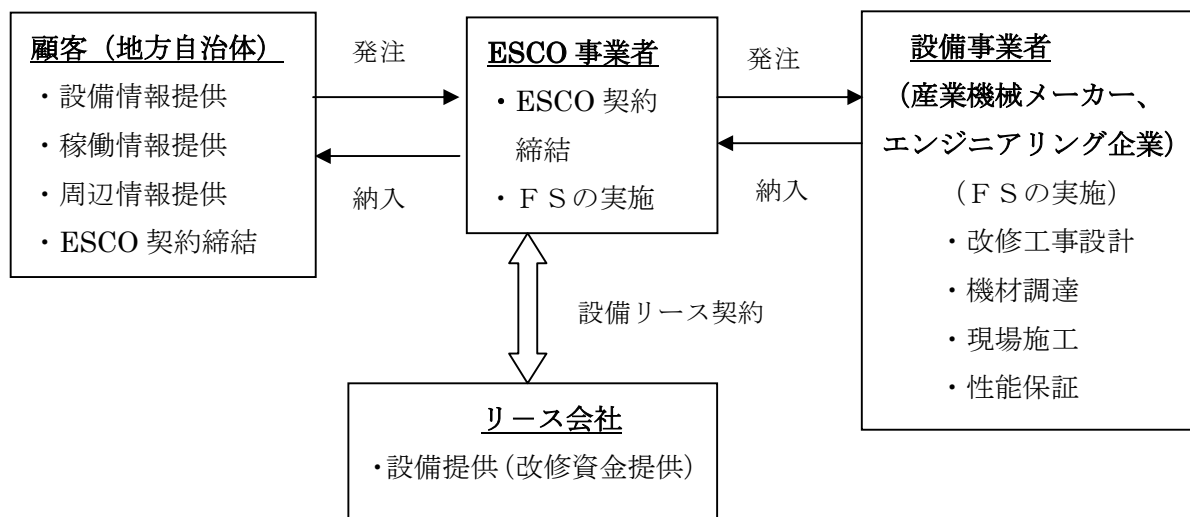 顧客（地方自治体）
・設備情報提供
・稼働情報提供
・周辺情報提供
・ESCO 契約締結
発注
納入
ESCO 事業者
・ESCO 契約
締結
・ＦＳの実施
発注
納入
設備事業者
（産業機械メーカー、
エンジニアリング企業）
（ＦＳの実施）
・改修工事設計
・機材調達
・現場施工
・性能保証
設備リース契約
リース会社
・設備提供（改修資金提供）